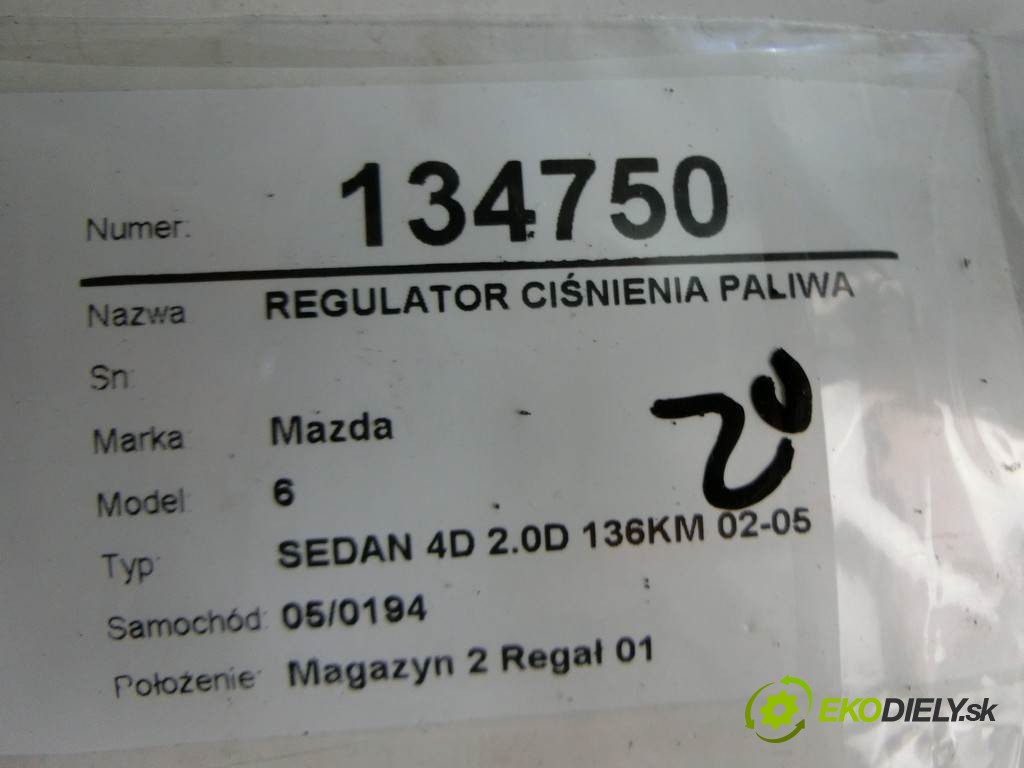 Numer: 134750
Nazwa REGULATOR CIŚNIENIA PALIWA
Sn:
Marka Mazda
Model 6
Typ: SEDAN 4D 2.0D 136KM 02-05
Samochód: 05/0194
Położenie: Magazyn 2 Regał 01
20
EKODIELY.sk